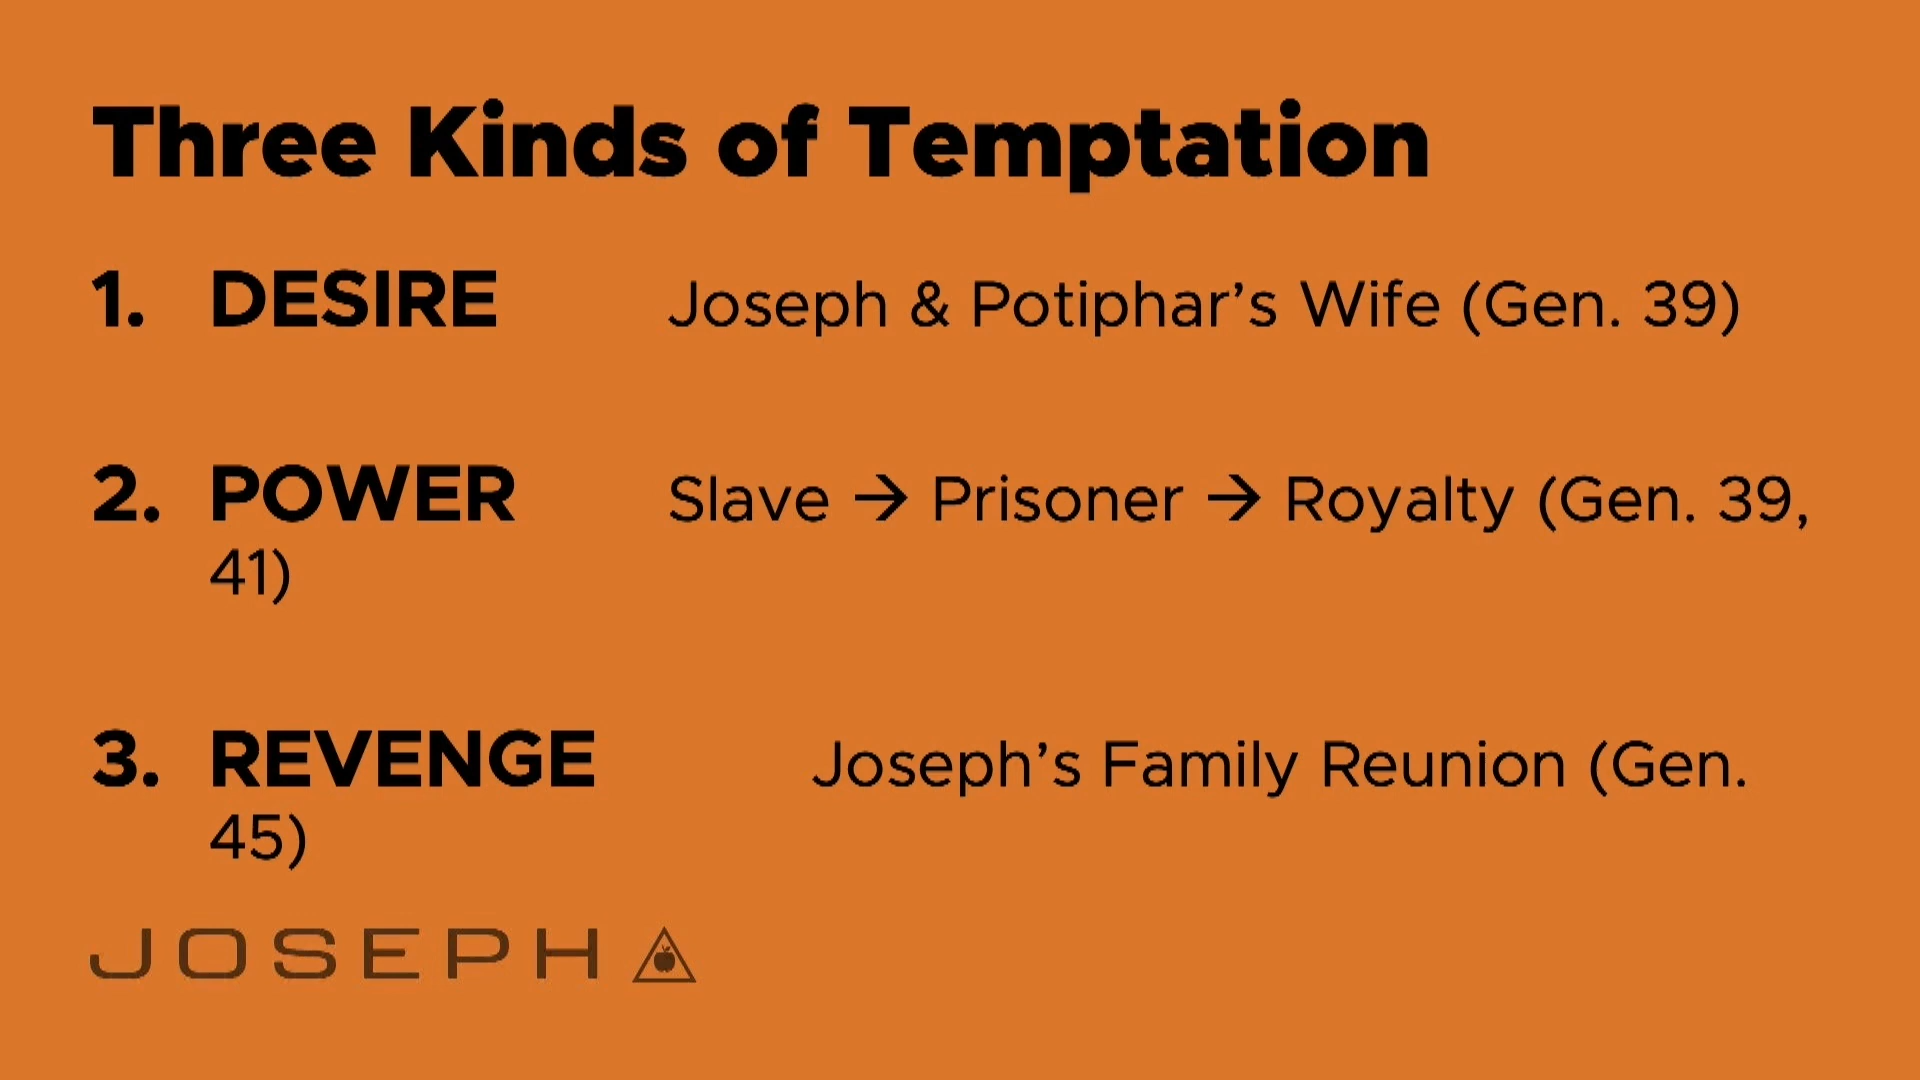 Three Kinds of Temptation
1. DESIRE Joseph & Potiphar’s Wife (Gen. 39)
2. POWER Slave → Prisoner → Royalty (Gen. 39,
41)
3. REVENGE Joseph’s Family Reunion (Gen.
45)
JOSEPH